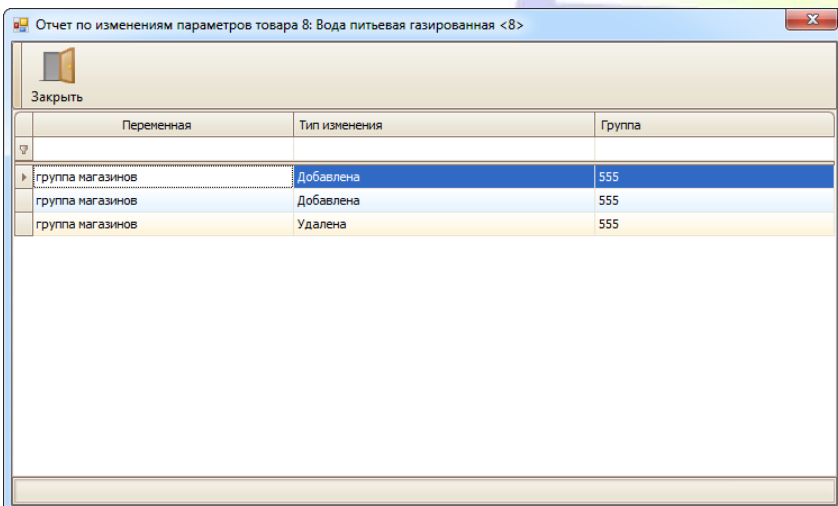 Отчет по изменениям параметров товара 8: Вода питьевая газированная <8>
Закрыть
Переменная Тип изменения Группа
группа магазинов Добавлена 555
группа магазинов Добавлена 555
группа магазинов Удалена 555